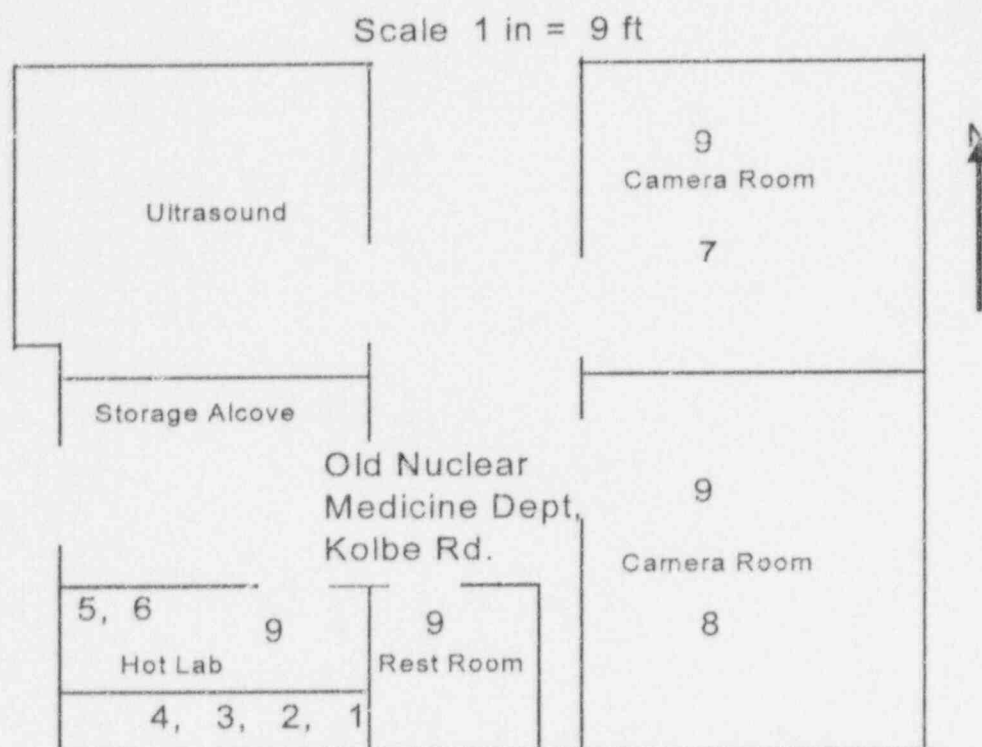 Scale 1 in = 9 ft
N
9
Camera Room
7
Ultrasound
Storage Alcove
Old Nuclear
Medicine Dept,
Kolbe Rd.
9
Camera Room
8
5, 6
9
Hot Lab
4, 3, 2, 1
9
Rest Room